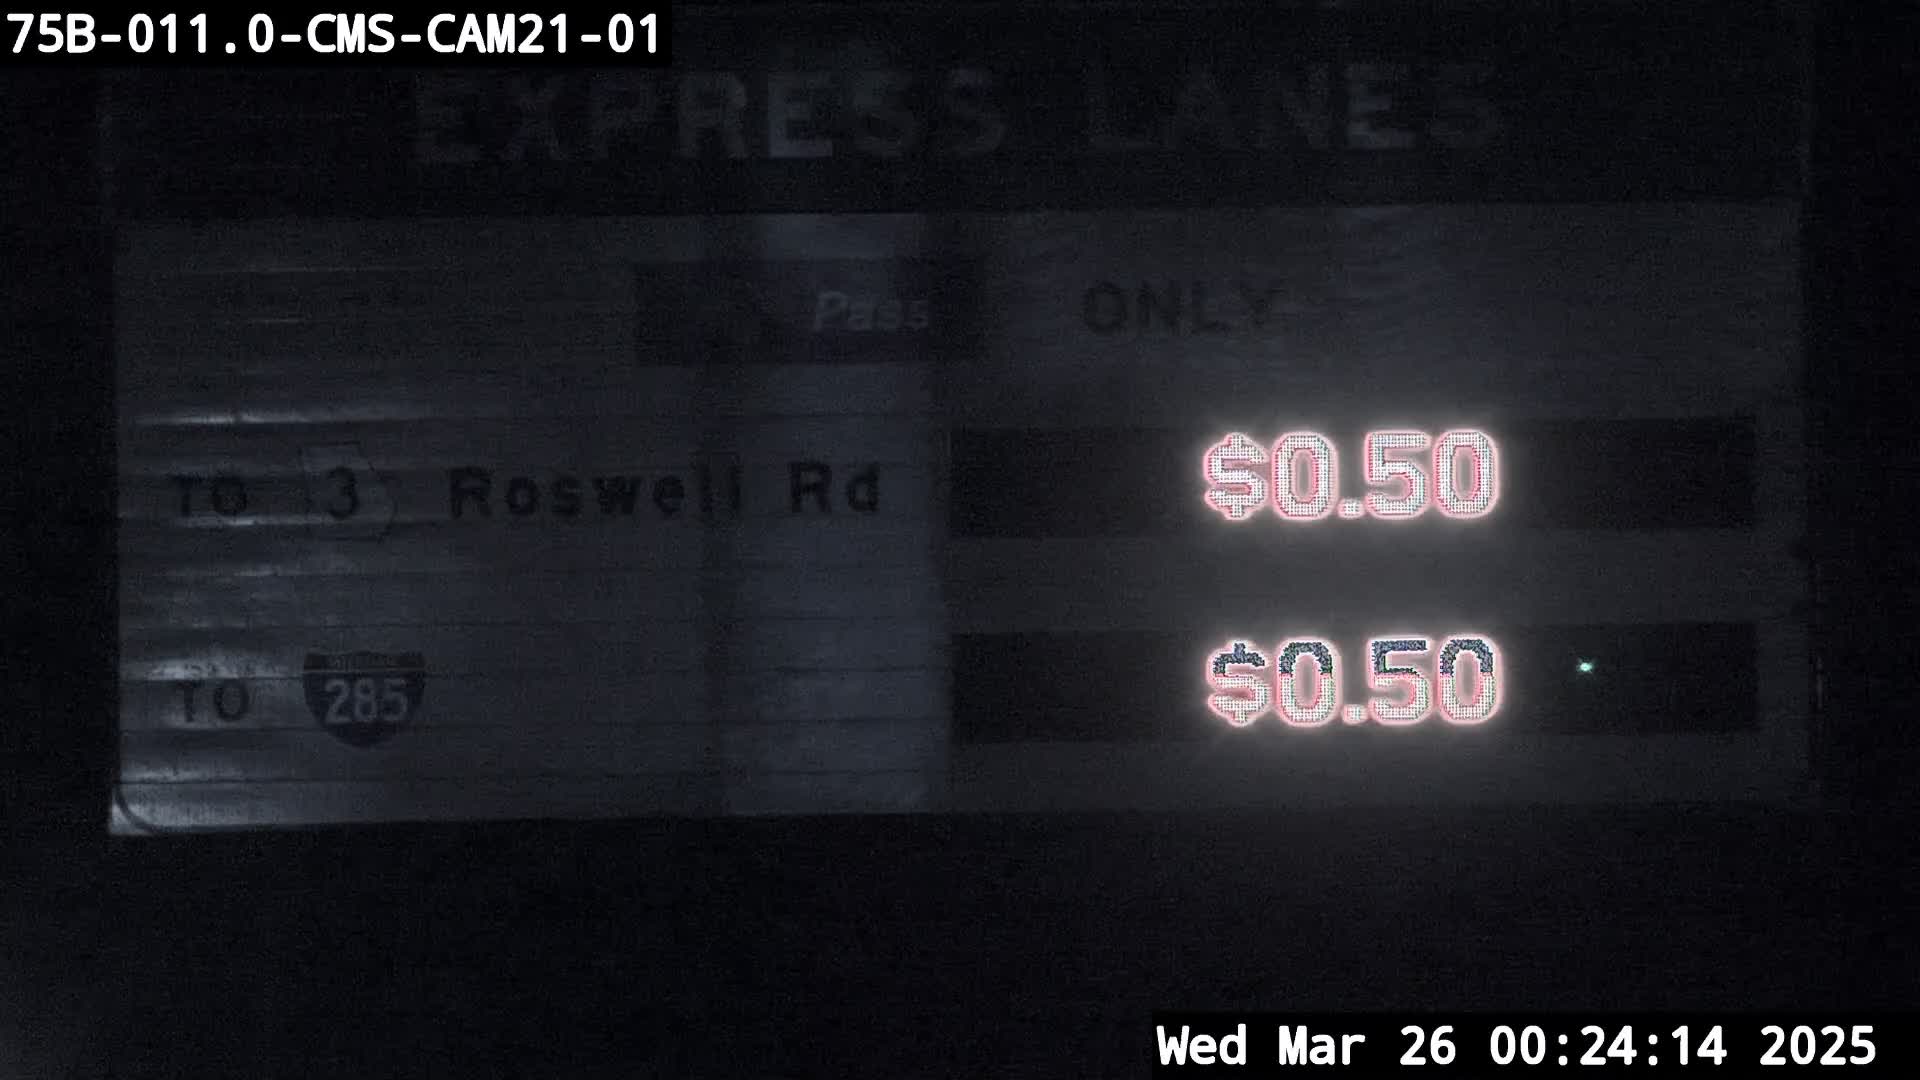 75B-011.0-CMS-CAM21-01
EXPRESS LANES
Pass ONLY
TO 3 Roswell Rd $0.50
TO 285 $0.50
Wed Mar 26 00:24:14 2025